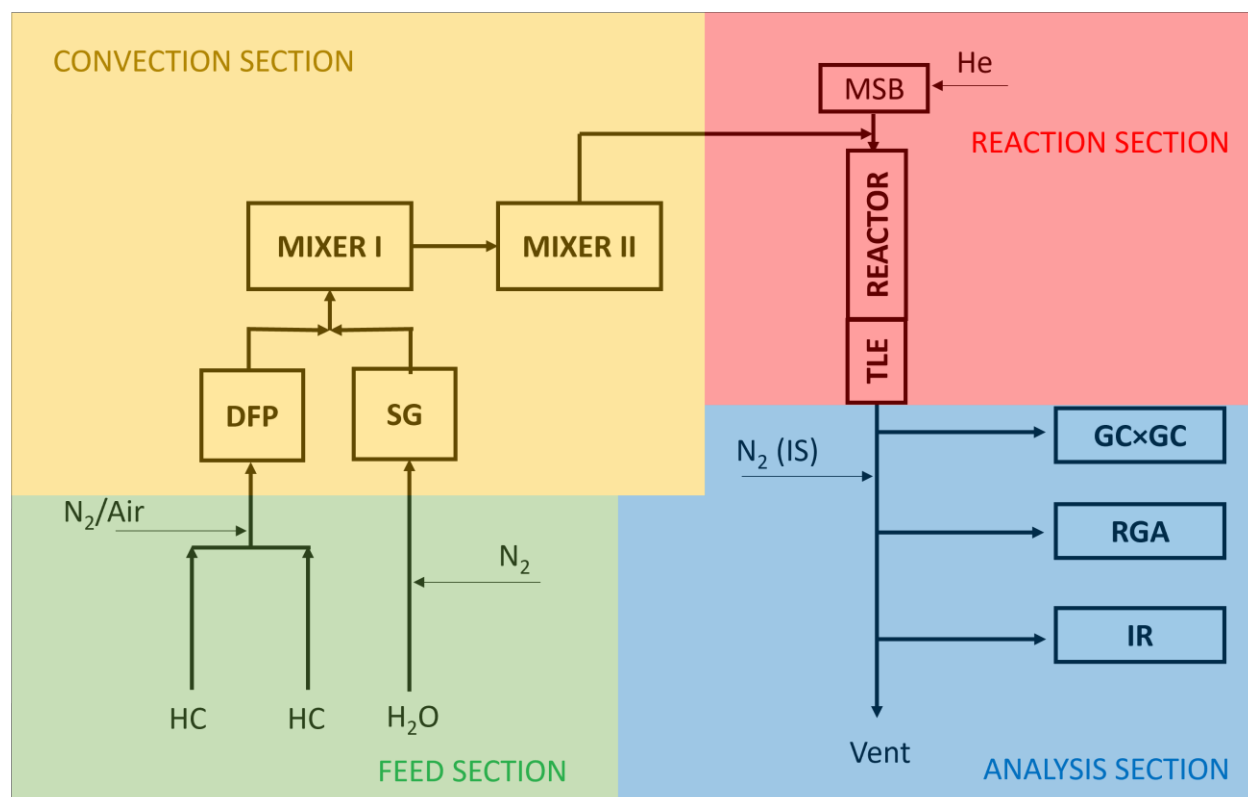 CONVECTION SECTION
MSB
He
REACTION SECTION
REACTOR
MIXER I
MIXER II
TLE
DFP
SG
GC×GC
N₂ (IS)
N₂/Air
RGA
N₂
IR
HC
HC
H₂O
Vent
FEED SECTION
ANALYSIS SECTION